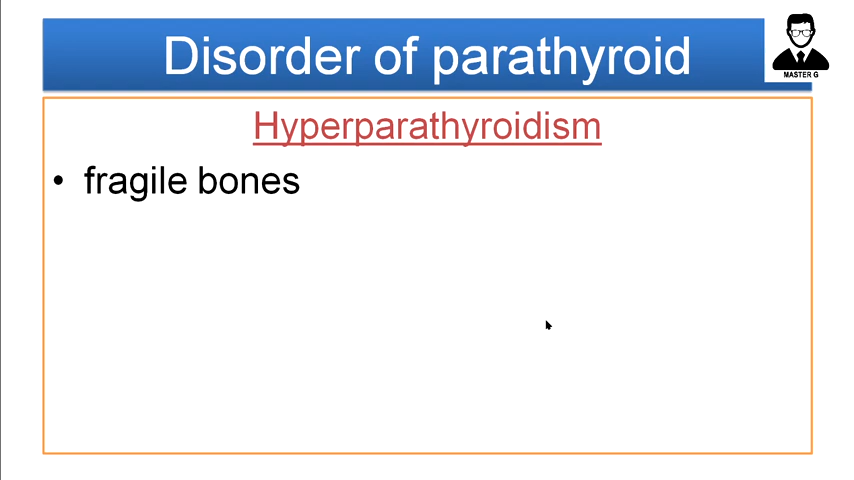 Disorder of parathyroid
MASTER G
Hyperparathyroidism
• fragile bones